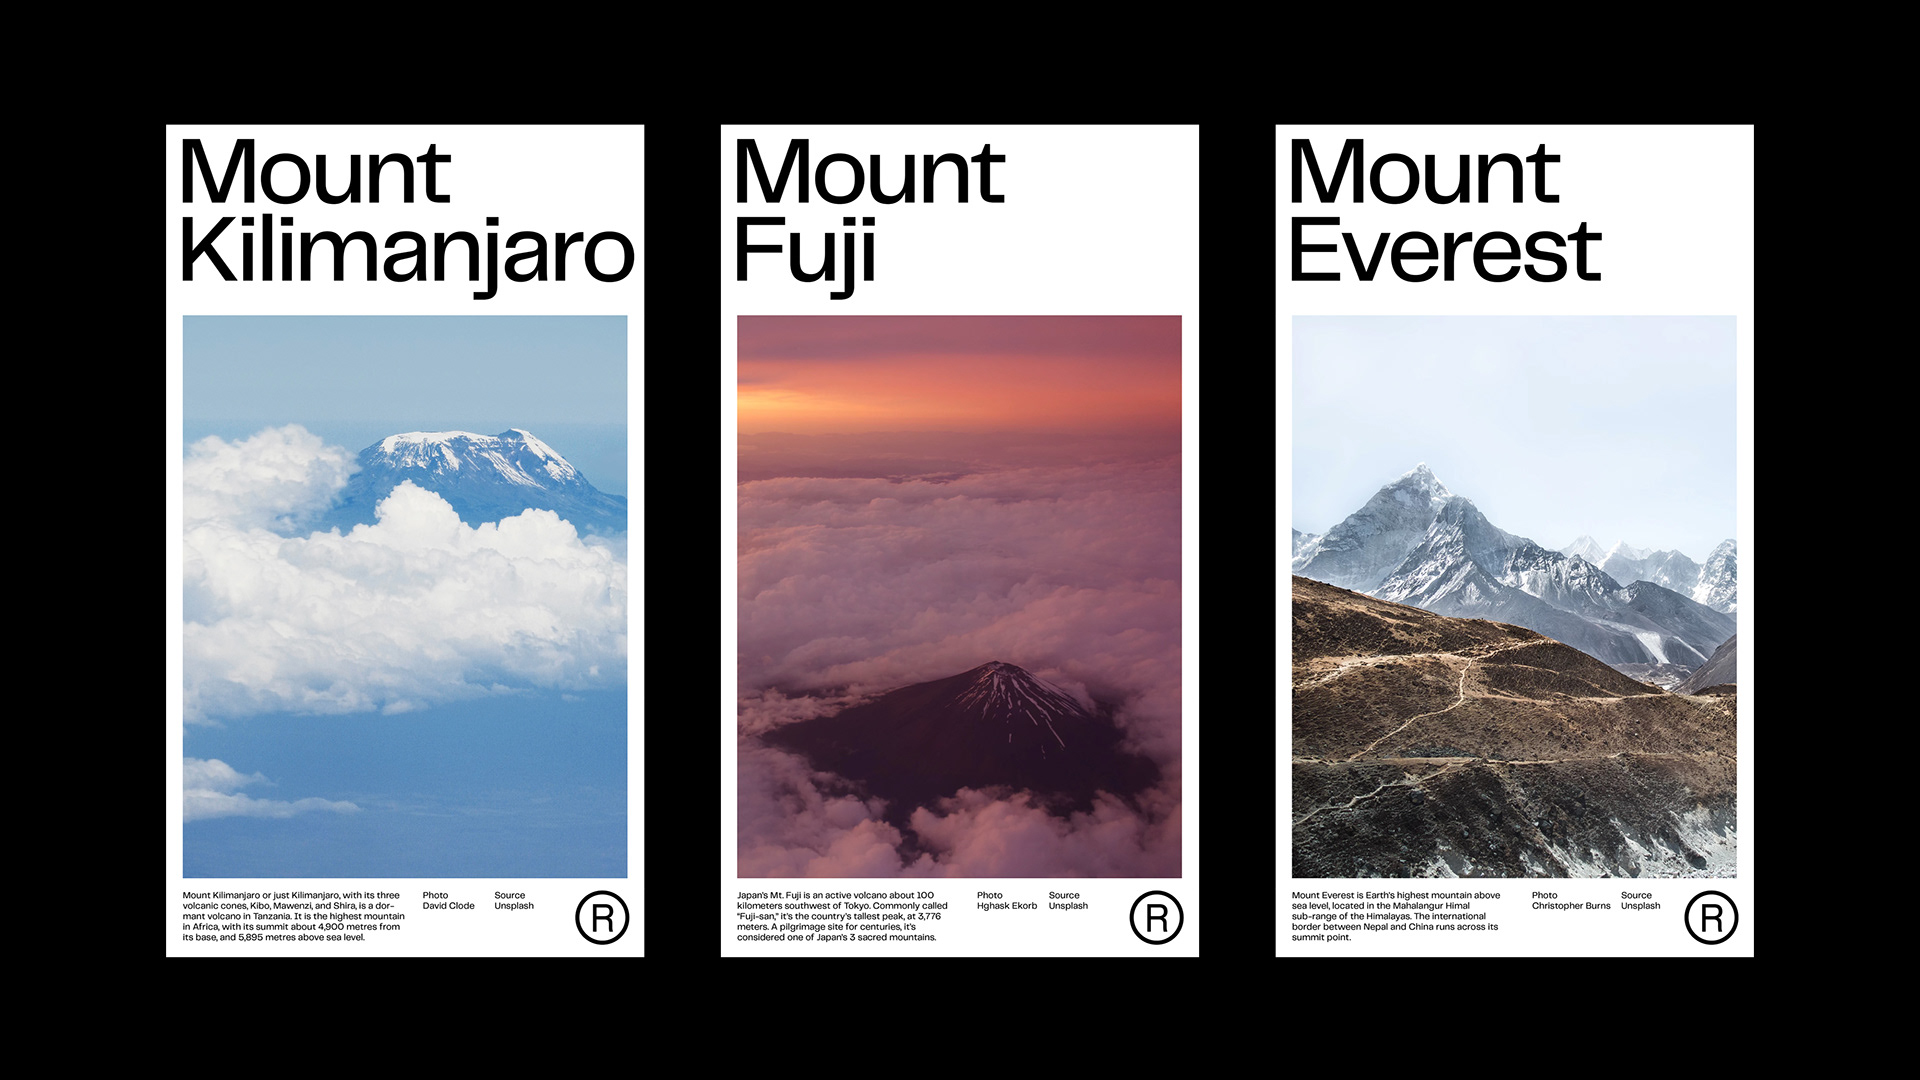 Mount
Kilimanjaro
Mount Kilimanjaro or just Kilimanjaro, with its three
volcanic cones, Kibo, Mawenzi, and Shira, is a dor-
mant volcano in Tanzania. It is the highest mountain
in Africa, with its summit about 4,900 metres from
its base, and 5,895 metres above sea level.
Photo
David Clode
Source
Unsplash
R
Mount
Fuji
Japan's Mt. Fuji is an active volcano about 100
kilometers southwest of Tokyo. Commonly called
"Fuji-san," it's the country's tallest peak, at 3,776
meters. A pilgrimage site for centuries, it's
considered one of Japan's 3 sacred mountains.
Photo
Hghask Ekorb
Source
Unsplash
R
Mount
Everest
Mount Everest is Earth's highest mountain above
sea level, located in the Mahalangur Himal
sub-range of the Himalayas. The international
border between Nepal and China runs across its
summit point.
Photo
Christopher Burns
Source
Unsplash
R